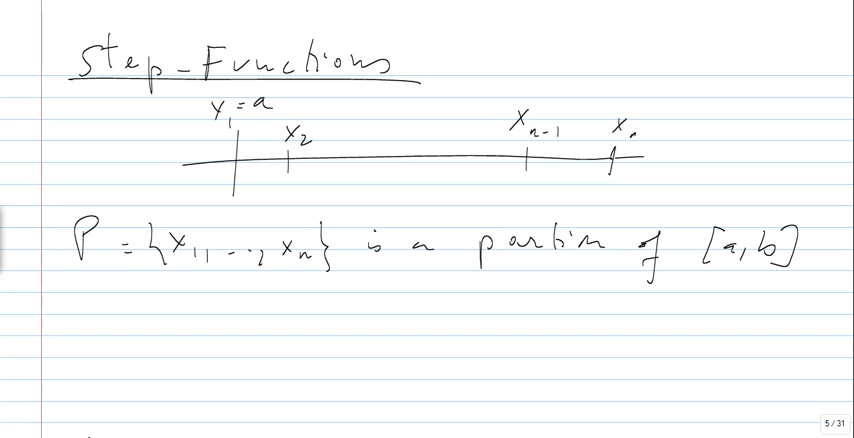 Step-Functions
x₁ = a
x₂
xₙ₋₁
xₙ
P = {x₁, ..., xₙ} is a partition of [a, b]
5 / 31